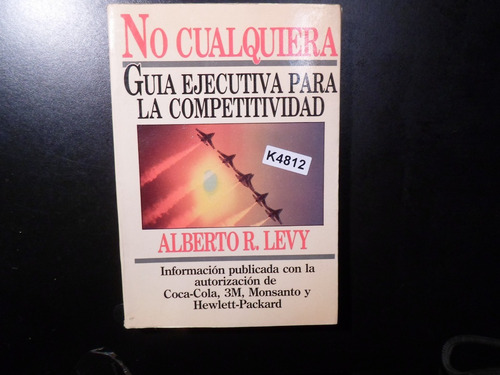 NO CUALQUIERA
GUIA EJECUTIVA PARA
LA COMPETITIVIDAD
K4812
ALBERTO R. LEVY
Información publicada con la
autorización de
Coca-Cola, 3M, Monsanto y
Hewlett-Packard